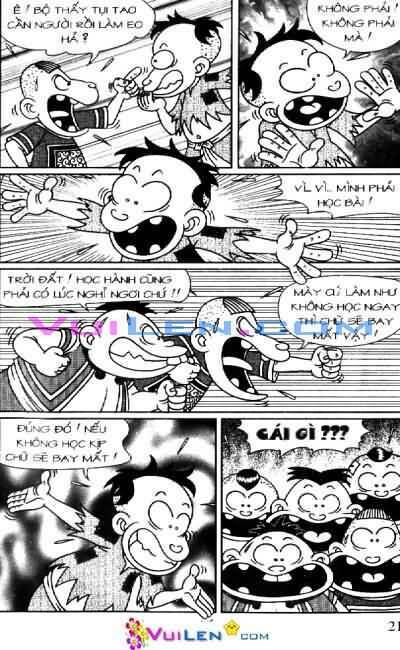 Ê! BỘ THẤY TỤI TAO
CẦN NGƯỜI RỒI LÀM EO
HẢ?
KHÔNG PHẢI!
KHÔNG PHẢI
MÀ!
VÌ.. VÌ.. MÌNH PHẢI
HỌC BÀI!
TRỜI ĐẤT! HỌC HÀNH CŨNG
PHẢI CÓ LÚC NGHỈ NGƠI CHỨ!!
MÀY CỨ LÀM NHƯ
KHÔNG HỌC NGAY
THÌ CHỮ SẼ BAY
MẤT VẬY!
VUILEN.COM
ĐÚNG ĐÓ! NẾU
KHÔNG HỌC KỊP
CHỮ SẼ BAY MẤT!
GÁI GÌ???
21
VUILEN.COM